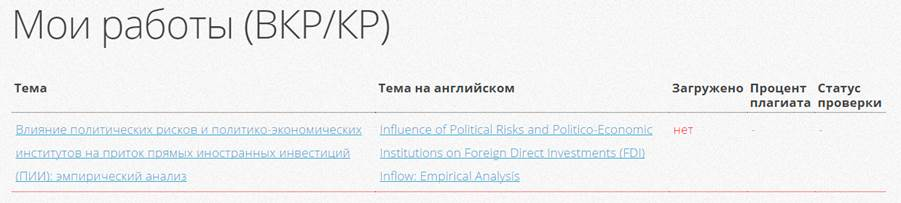 Мои работы (ВКР/КР)
Тема Тема на английском Загружено Процент плагиата Статус проверки
Влияние политических рисков и политико-экономических
институтов на приток прямых иностранных инвестиций
(ПИИ): эмпирический анализ
Influence of Political Risks and Politico-Economic
Institutions on Foreign Direct Investments (FDI)
Inflow: Empirical Analysis
нет - -